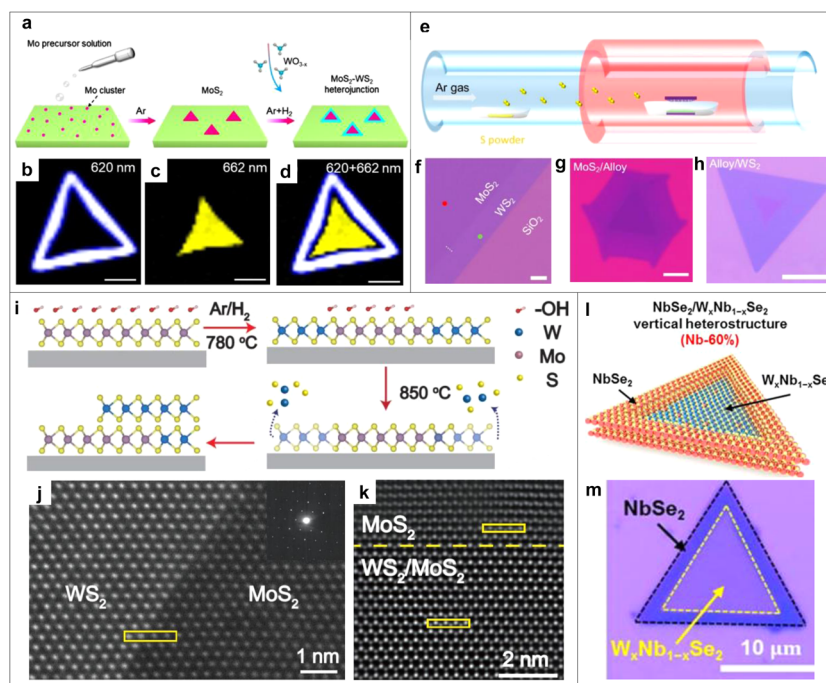 a
Mo precursor solution
Mo cluster
Ar
MoS2
WO3-x
Ar+H2
MoS2-WS2
heterojunction
b
620 nm
c
662 nm
d
620+662 nm
e
Ar gas
S powder
f
MoS2
WS2
SiO2
g
MoS2/Alloy
h
Alloy/WS2
i
Ar/H2
780 °C
850 °C
-OH
W
Mo
S
j
WS2
MoS2
1 nm
k
MoS2
WS2/MoS2
2 nm
l
NbSe2/WxNb1-xSe2
vertical heterostructure
(Nb-60%)
NbSe2
WxNb1-xSe
m
NbSe2
WxNb1-xSe2
10 μm